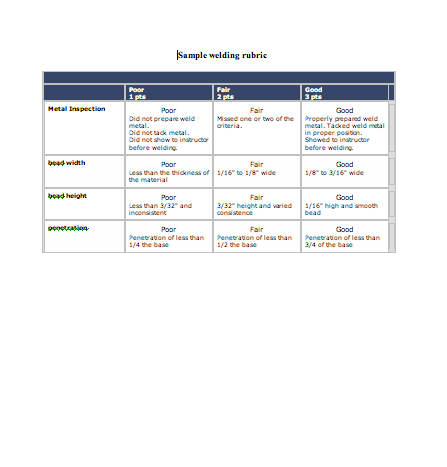 Sample welding rubric
Poor Fair Good
1 pts 2 pts 3 pts
Metal Inspection
Poor
Did not prepare weld
metal.
Did not tack metal.
Did not show to instructor
before welding.
Fair
Missed one or two of the
criteria.
Good
Properly prepared weld
metal. Tacked weld metal
in proper position.
Showed to instructor
before welding.
bead width
Poor
Less than the thickness of
the material
Fair
1/16" to 1/8" wide
Good
1/8" to 3/16" wide
bead height
Poor
Less than 3/32" and
inconsistent
Fair
3/32" height and varied
consistence
Good
1/16" high and smooth
bead
penetration
Poor
Penetration of less than
1/4 the base
Fair
Penetration of less than
1/2 the base
Good
Penetration of less than
3/4 of the base